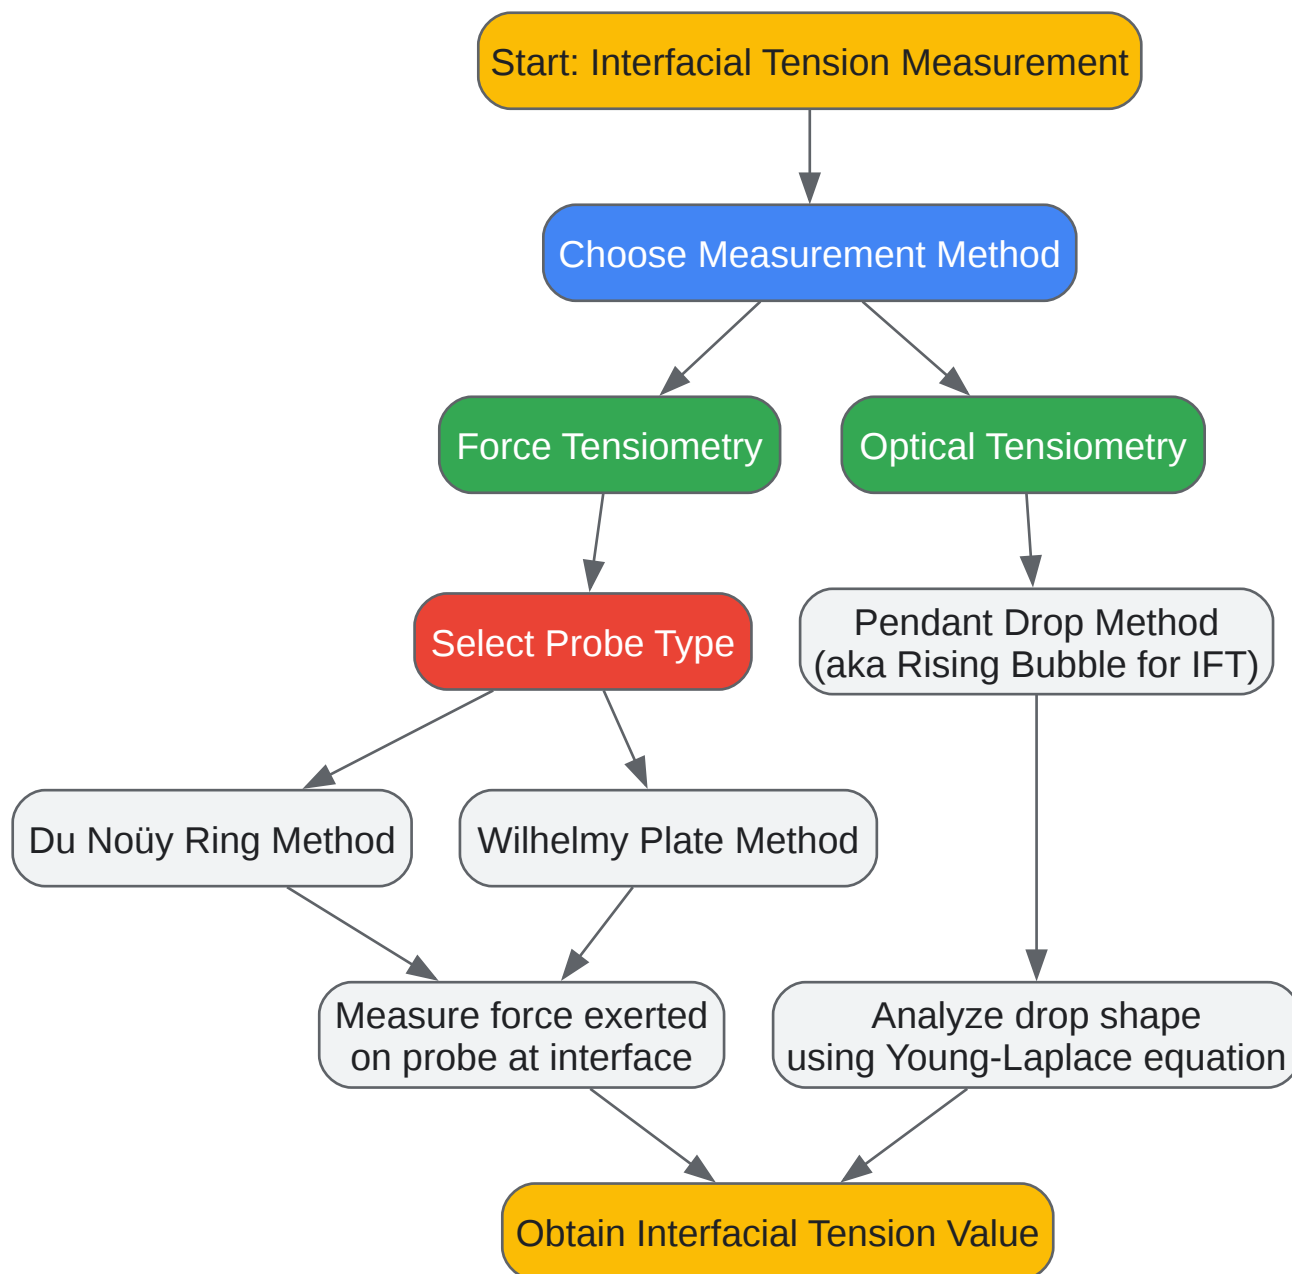 Start: Interfacial Tension Measurement
Choose Measurement Method
Force Tensiometry
Optical Tensiometry
Select Probe Type
Pendant Drop Method
(aka Rising Bubble for IFT)
Du Noüy Ring Method
Wilhelmy Plate Method
Measure force exerted
on probe at interface
Analyze drop shape
using Young-Laplace equation
Obtain Interfacial Tension Value